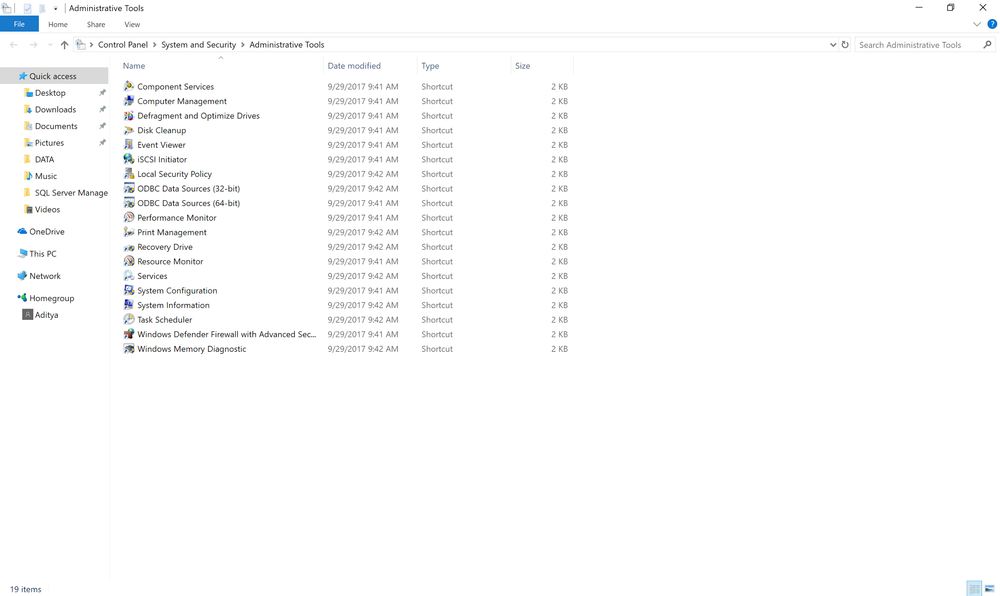 Administrative Tools
File Home Share View
?
Control Panel System and Security Administrative Tools Search Administrative Tools
Name Date modified Type Size
Quick access
Desktop
Downloads
Documents
Pictures
DATA
Music
SQL Server Manage
Videos
OneDrive
This PC
Network
Homegroup
Aditya
Component Services 9/29/2017 9:41 AM Shortcut 2 KB
Computer Management 9/29/2017 9:41 AM Shortcut 2 KB
Defragment and Optimize Drives 9/29/2017 9:41 AM Shortcut 2 KB
Disk Cleanup 9/29/2017 9:41 AM Shortcut 2 KB
Event Viewer 9/29/2017 9:41 AM Shortcut 2 KB
iSCSI Initiator 9/29/2017 9:41 AM Shortcut 2 KB
Local Security Policy 9/29/2017 9:42 AM Shortcut 2 KB
ODBC Data Sources (32-bit) 9/29/2017 9:42 AM Shortcut 2 KB
ODBC Data Sources (64-bit) 9/29/2017 9:41 AM Shortcut 2 KB
Performance Monitor 9/29/2017 9:41 AM Shortcut 2 KB
Print Management 9/29/2017 9:42 AM Shortcut 2 KB
Recovery Drive 9/29/2017 9:42 AM Shortcut 2 KB
Resource Monitor 9/29/2017 9:41 AM Shortcut 2 KB
Services 9/29/2017 9:42 AM Shortcut 2 KB
System Configuration 9/29/2017 9:41 AM Shortcut 2 KB
System Information 9/29/2017 9:42 AM Shortcut 2 KB
Task Scheduler 9/29/2017 9:42 AM Shortcut 2 KB
Windows Defender Firewall with Advanced Sec... 9/29/2017 9:41 AM Shortcut 2 KB
Windows Memory Diagnostic 9/29/2017 9:42 AM Shortcut 2 KB
19 items